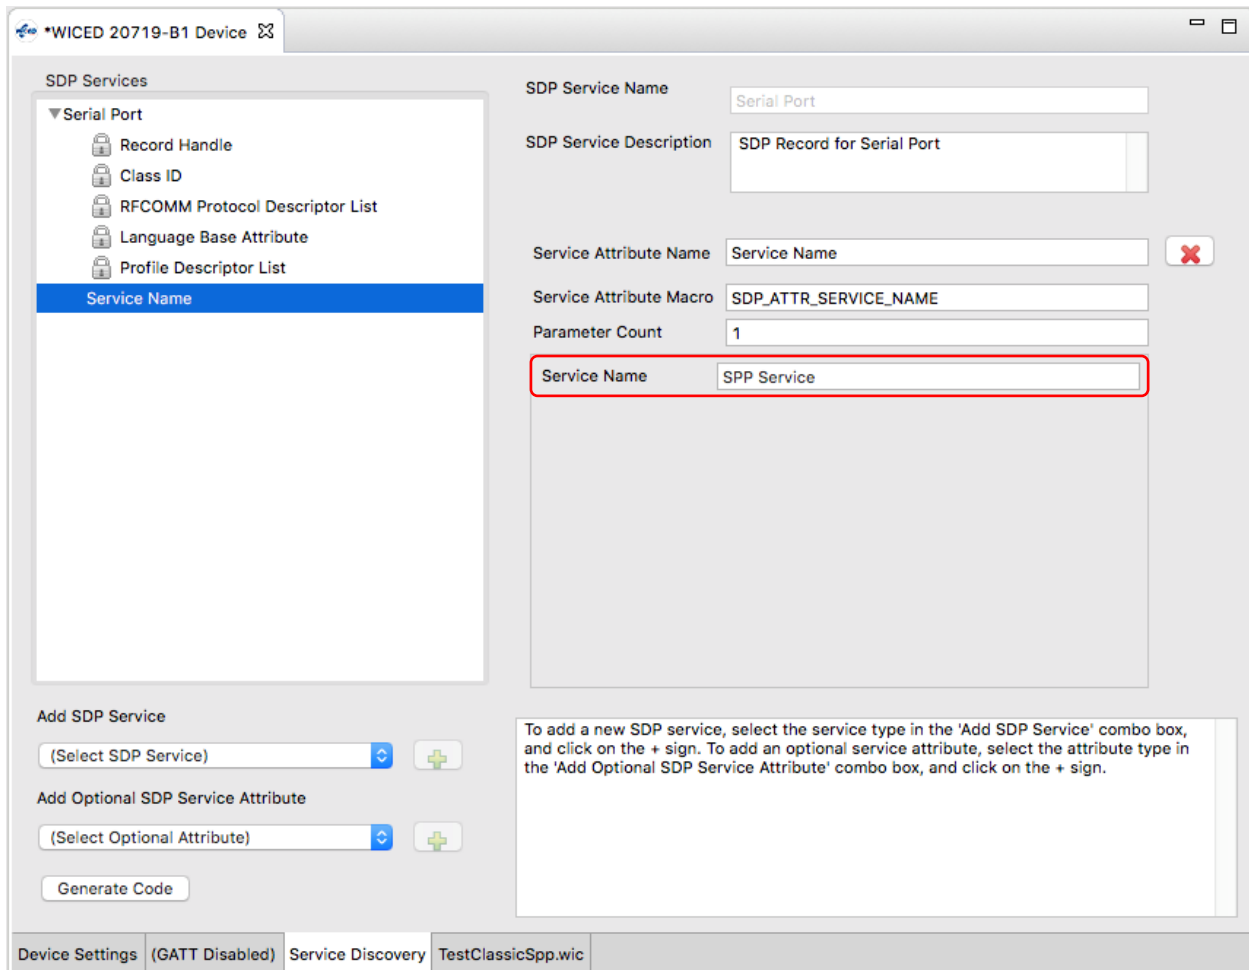 *WICED 20719-B1 Device
SDP Services
Serial Port
Record Handle
Class ID
RFCOMM Protocol Descriptor List
Language Base Attribute
Profile Descriptor List
Service Name
SDP Service Name
Serial Port
SDP Service Description
SDP Record for Serial Port
Service Attribute Name
Service Name
Service Attribute Macro
SDP_ATTR_SERVICE_NAME
Parameter Count
1
Service Name
SPP Service
Add SDP Service
(Select SDP Service)
Add Optional SDP Service Attribute
(Select Optional Attribute)
Generate Code
To add a new SDP service, select the service type in the 'Add SDP Service' combo box,
and click on the + sign. To add an optional service attribute, select the attribute type in
the 'Add Optional SDP Service Attribute' combo box, and click on the + sign.
Device Settings
(GATT Disabled)
Service Discovery
TestClassicSpp.wic